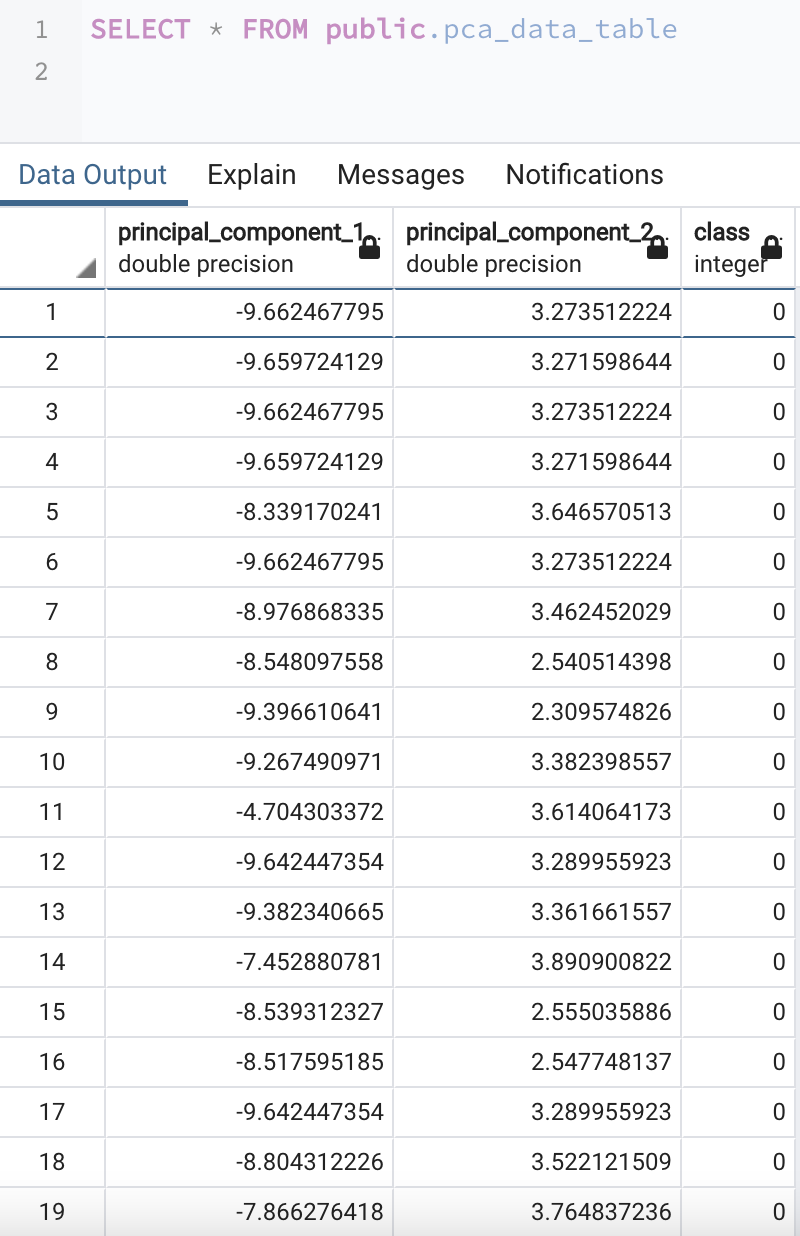 1 SELECT * FROM public.pca_data_table
2
Data Output Explain Messages Notifications
principal_component_1 principal_component_2 class
double precision double precision integer
1 -9.662467795 3.273512224 0
2 -9.659724129 3.271598644 0
3 -9.662467795 3.273512224 0
4 -9.659724129 3.271598644 0
5 -8.339170241 3.646570513 0
6 -9.662467795 3.273512224 0
7 -8.976868335 3.462452029 0
8 -8.548097558 2.540514398 0
9 -9.396610641 2.309574826 0
10 -9.267490971 3.382398557 0
11 -4.704303372 3.614064173 0
12 -9.642447354 3.289955923 0
13 -9.382340665 3.361661557 0
14 -7.452880781 3.890900822 0
15 -8.539312327 2.555035886 0
16 -8.517595185 2.547748137 0
17 -9.642447354 3.289955923 0
18 -8.804312226 3.522121509 0
19 -7.866276418 3.764837236 0